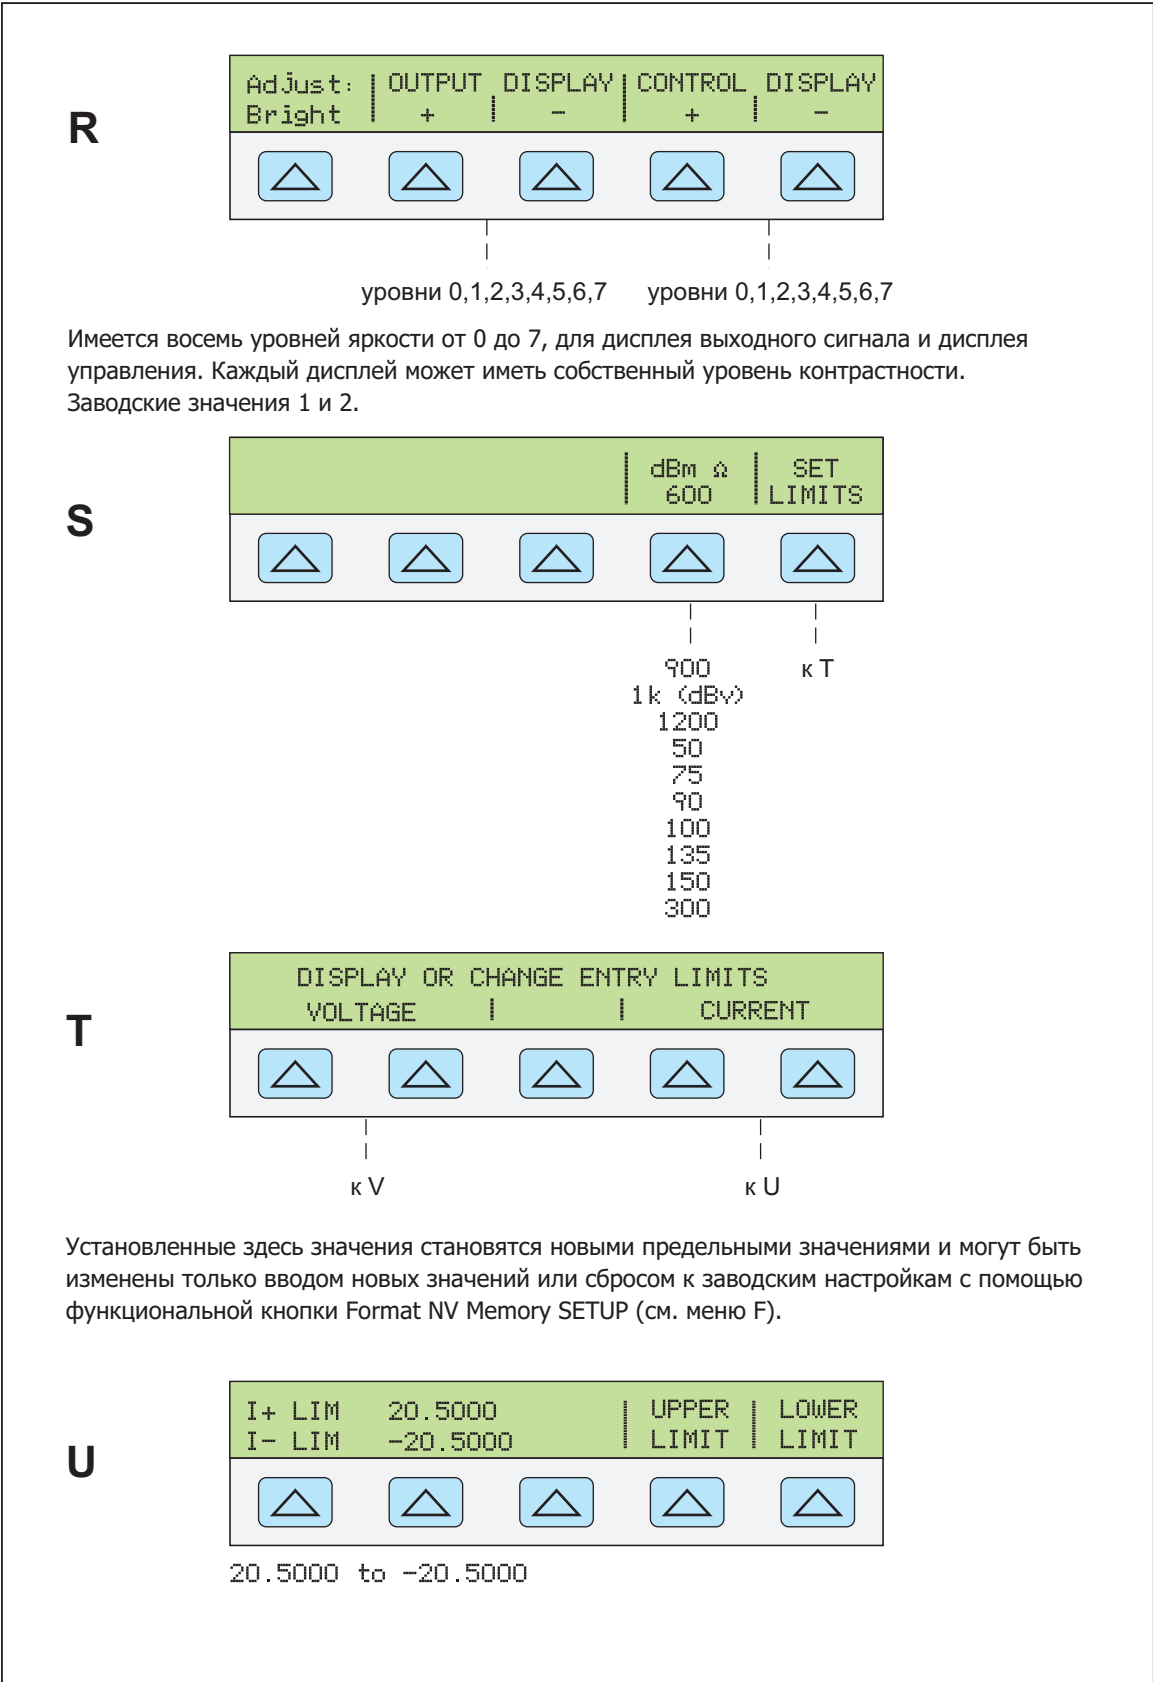 R
Adjust: OUTPUT DISPLAY CONTROL DISPLAY
Bright + − + −
уровни 0,1,2,3,4,5,6,7 уровни 0,1,2,3,4,5,6,7
Имеется восемь уровней яркости от 0 до 7, для дисплея выходного сигнала и дисплея
управления. Каждый дисплей может иметь собственный уровень контрастности.
Заводские значения 1 и 2.
S
dBm Ω SET
600 LIMITS
900 к T
1k (dBv)
1200
50
75
90
100
135
150
300
T
DISPLAY OR CHANGE ENTRY LIMITS
VOLTAGE CURRENT
к V к U
Установленные здесь значения становятся новыми предельными значениями и могут быть
изменены только вводом новых значений или сбросом к заводским настройкам с помощью
функциональной кнопки Format NV Memory SETUP (см. меню F).
U
I+ LIM 20.5000 UPPER LOWER
I− LIM −20.5000 LIMIT LIMIT
20.5000 to −20.5000